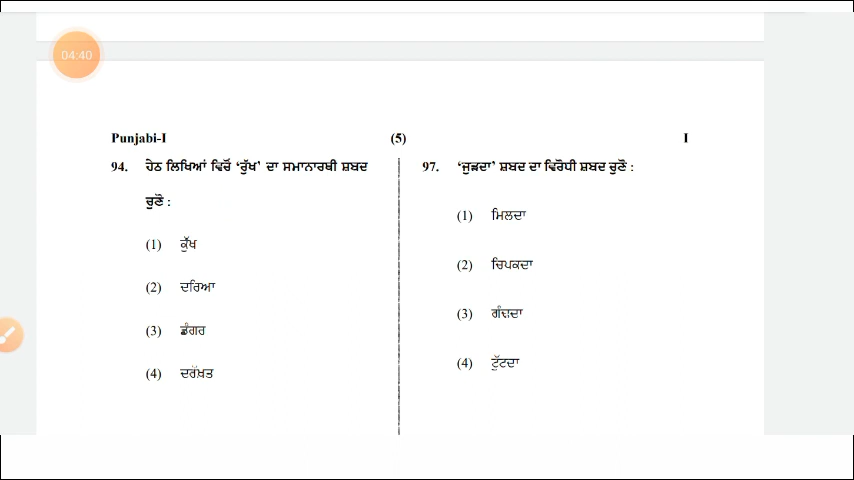 04:40
Punjabi-I (5) I
94. ਹੇਠ ਲਿਖਿਆਂ ਵਿਚੋਂ ‘ਰੁੱਖ’ ਦਾ ਸਮਾਨਾਰਥੀ ਸ਼ਬਦ
ਚੁਣੋ :
(1) ਕੁੱਖ
(2) ਦਰਿਆ
(3) ਡੰਗਰ
(4) ਦਰੱਖ਼ਤ
97. ‘ਜੁੜਦਾ’ ਸ਼ਬਦ ਦਾ ਵਿਰੋਧੀ ਸ਼ਬਦ ਚੁਣੋ :
(1) ਮਿਲਦਾ
(2) ਚਿਪਕਦਾ
(3) ਗੰਢਦਾ
(4) ਟੁੱਟਦਾ